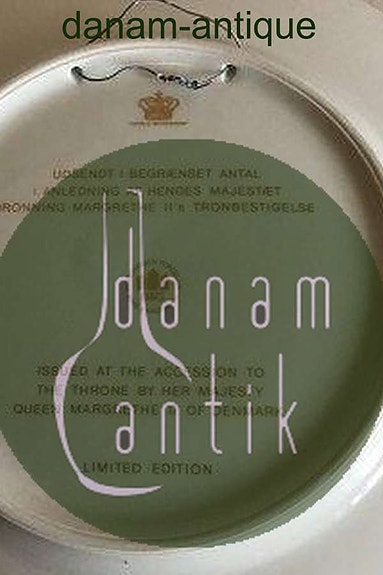 danam-antique
UDSENDT I BEGRÆNSET ANTAL
I ANLEDNING AF HENDES MAJESTÆT
DRONNING MARGRETHE II's TRONBESTIGELSE
danam
antik
ISSUED AT THE ACCESSION TO
THE THRONE BY HER MAJESTY
QUEEN MARGRETHE II OF DENMARK
LIMITED EDITION